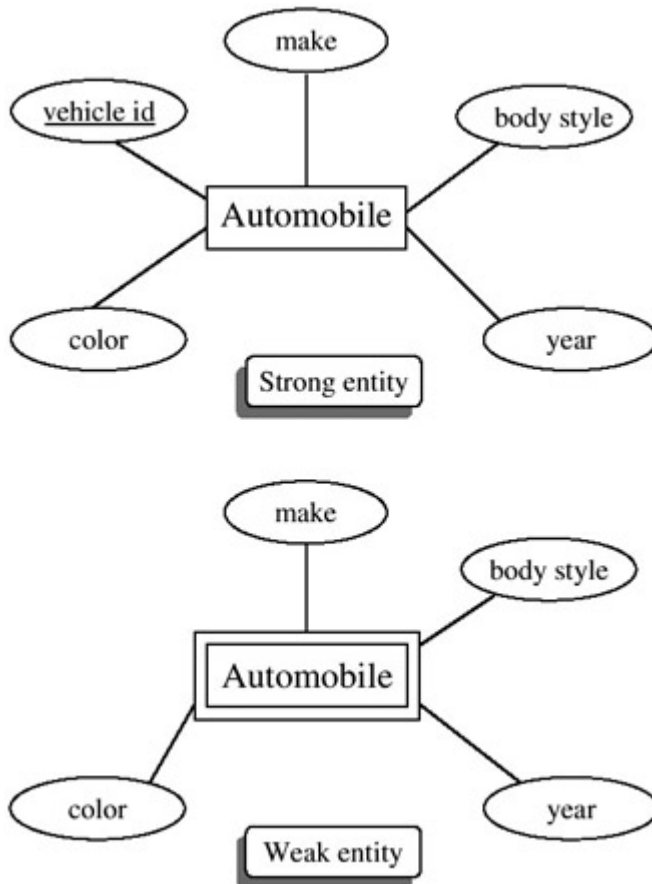 make
vehicle id
body style
Automobile
color
year
Strong entity
make
body style
Automobile
color
year
Weak entity